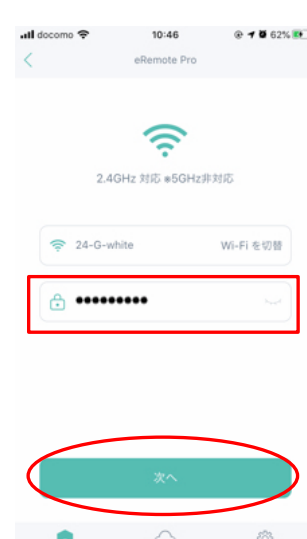 docomo 10:46 62%
eRemote Pro
2.4GHz 対応 ※5GHz非対応
24-G-white Wi-Fi を切替
●●●●●●●●●
次へ